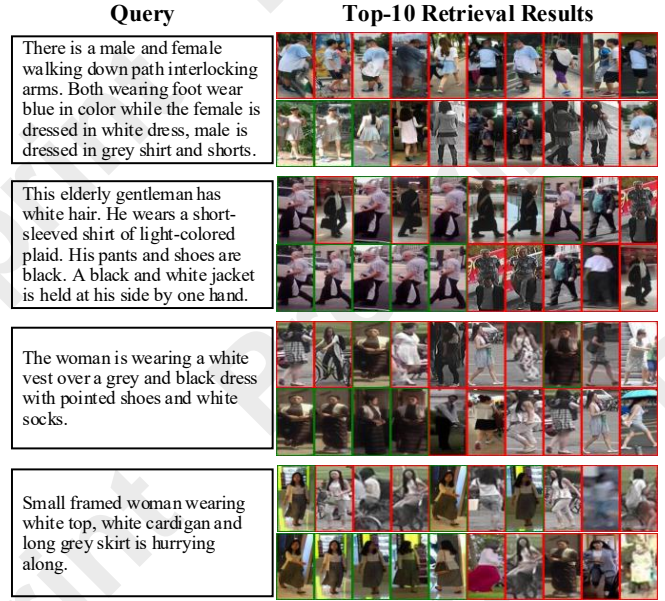 Query
Top-10 Retrieval Results
There is a male and female
walking down path interlocking
arms. Both wearing foot wear
blue in color while the female is
dressed in white dress, male is
dressed in grey shirt and shorts.
This elderly gentleman has
white hair. He wears a short-
sleeved shirt of light-colored
plaid. His pants and shoes are
black. A black and white jacket
is held at his side by one hand.
The woman is wearing a white
vest over a grey and black dress
with pointed shoes and white
socks.
Small framed woman wearing
white top, white cardigan and
long grey skirt is hurrying
along.